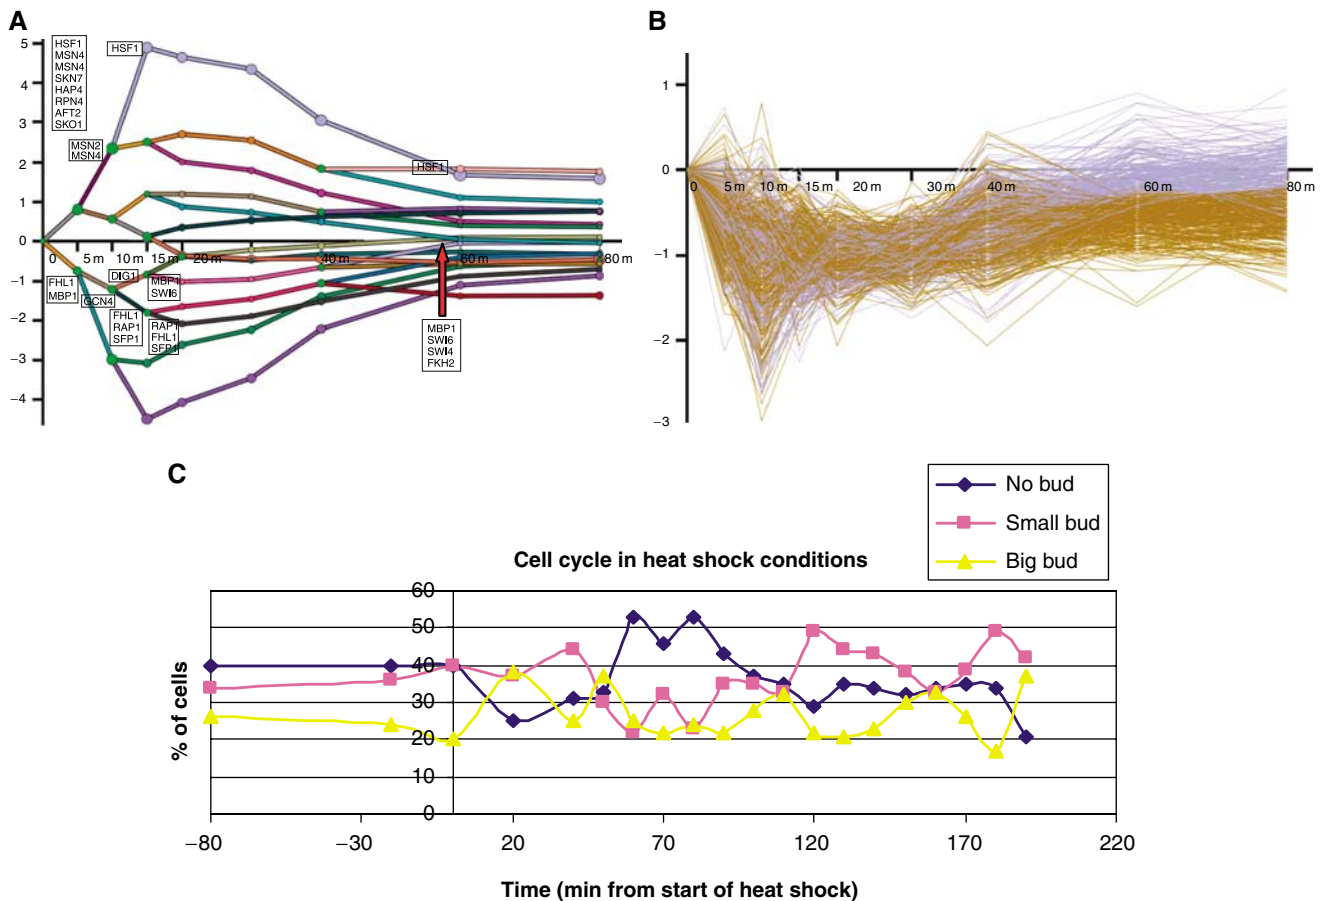 A
5
4
3
2
1
0
−1
−2
−3
−4
HSF1
MSN4
MSN4
SKN7
HAP4
RPN4
AFT2
SKO1
HSF1
MSN2
MSN4
HSF1
0 5 m 10 m 15 m 20 m 40 m 60 m 80 m
FHL1
MBP1
GCN4
DIG1
MBP1
SWI6
FHL1
RAP1
SFP1
RAP1
FHL1
SFP1
MBP1
SWI6
SWI4
FKH2
B
1
0
−1
−2
−3
0 5 m 10 m 15 m 20 m 30 m 40 m 60 m 80 m
C
No bud
Small bud
Big bud
Cell cycle in heat shock conditions
% of cells
60
50
40
30
20
10
0
−80 −30 20 70 120 170 220
Time (min from start of heat shock)